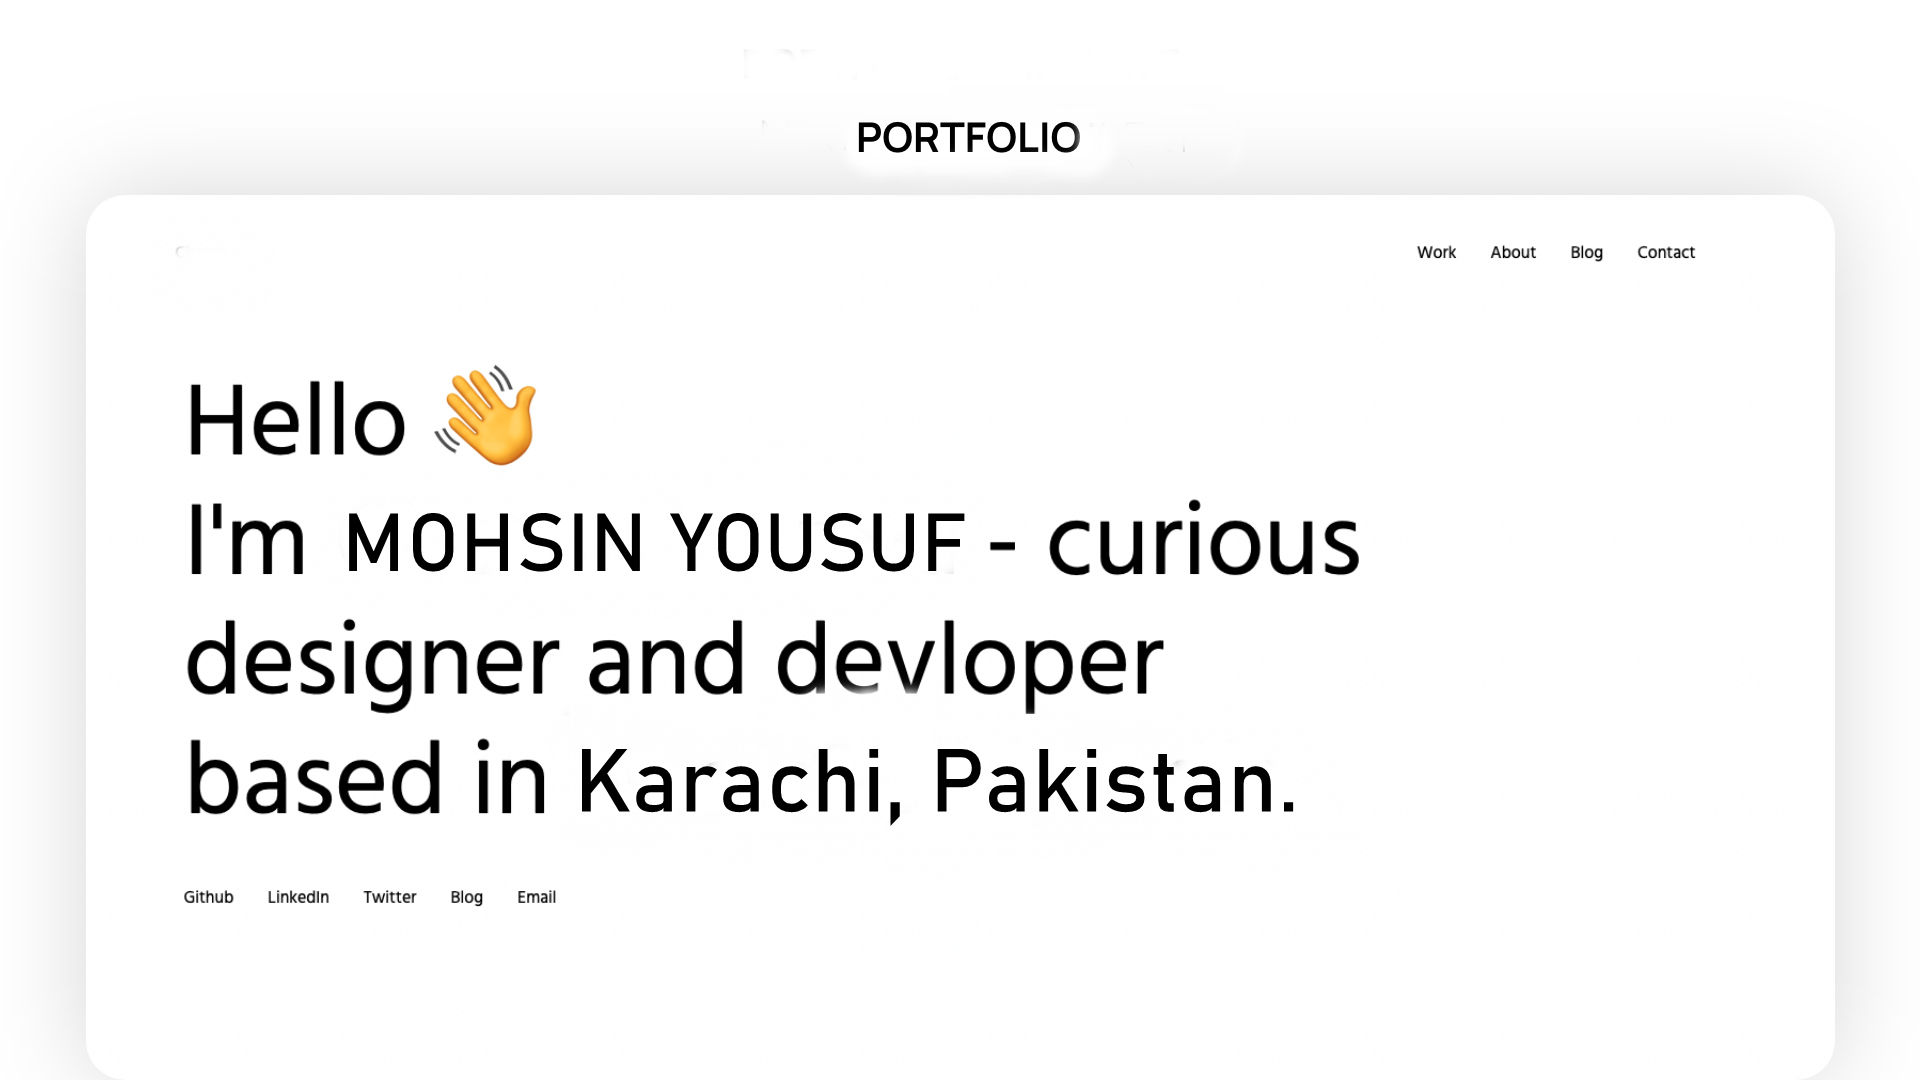 PORTFOLIO
Work About Blog Contact
Hello 👋
I'm MOHSIN YOUSUF - curious
designer and devloper
based in Karachi, Pakistan.
Github LinkedIn Twitter Blog Email